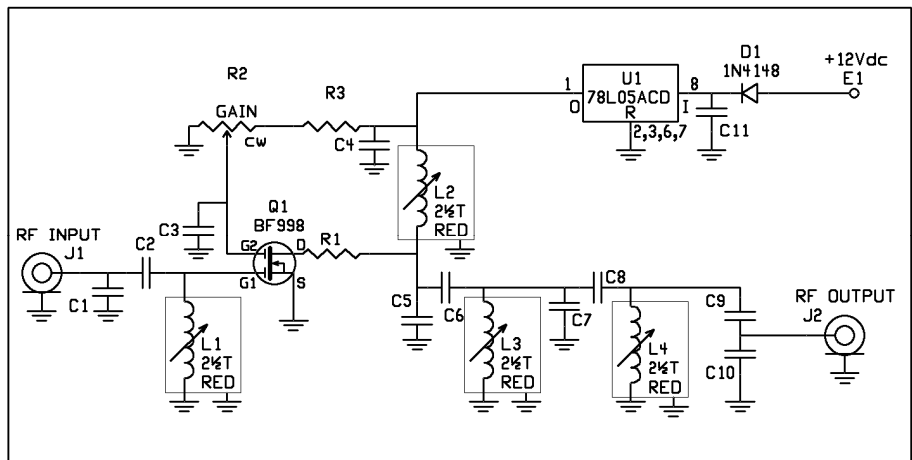 D1
1N4148
+12Vdc
E1
R2
GAIN
CW
R3
C4
1
O
U1
78L05ACD
R
8
I
2,3,6,7
C11
L2
2½T
RED
C3
Q1
BF998
G2
D
G1
S
R1
RF INPUT
J1
C2
C1
L1
2½T
RED
C5
C6
C7
C8
L3
2½T
RED
L4
2½T
RED
C9
C10
RF OUTPUT
J2